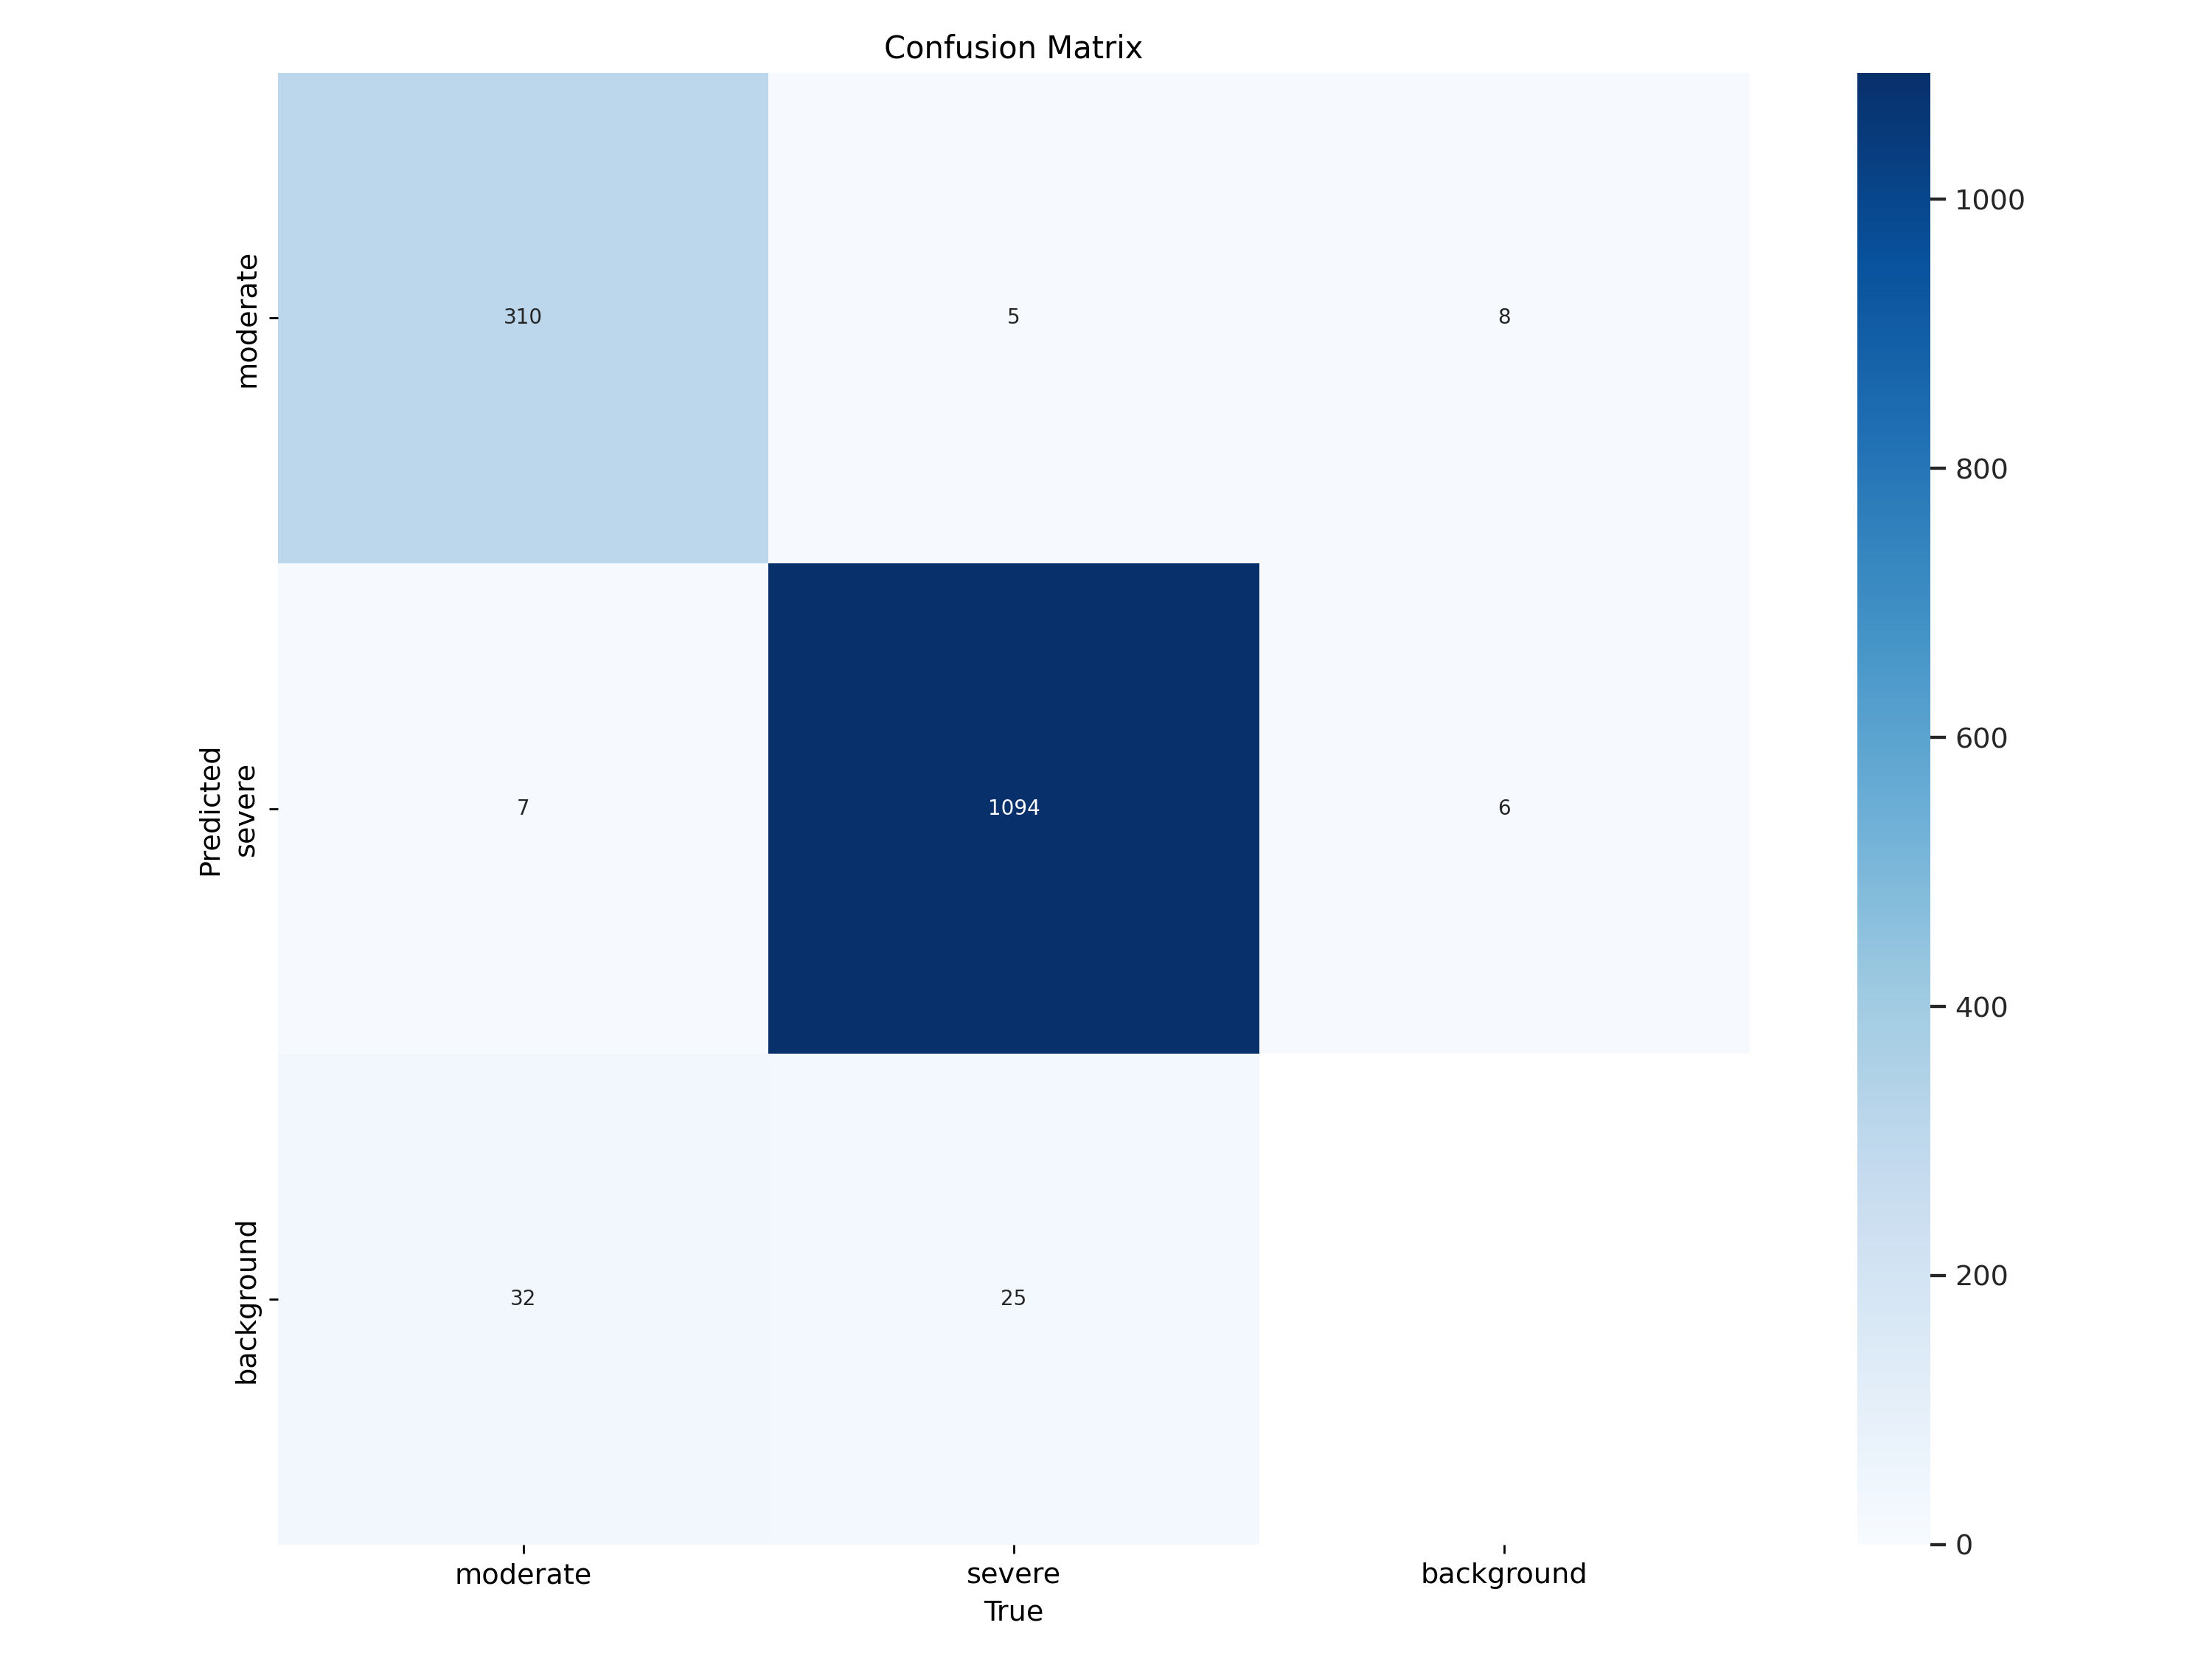 Confusion Matrix
moderate
310
5
8
Predicted
severe
7
1094
6
background
32
25
moderate
severe
background
True
1000
800
600
400
200
0